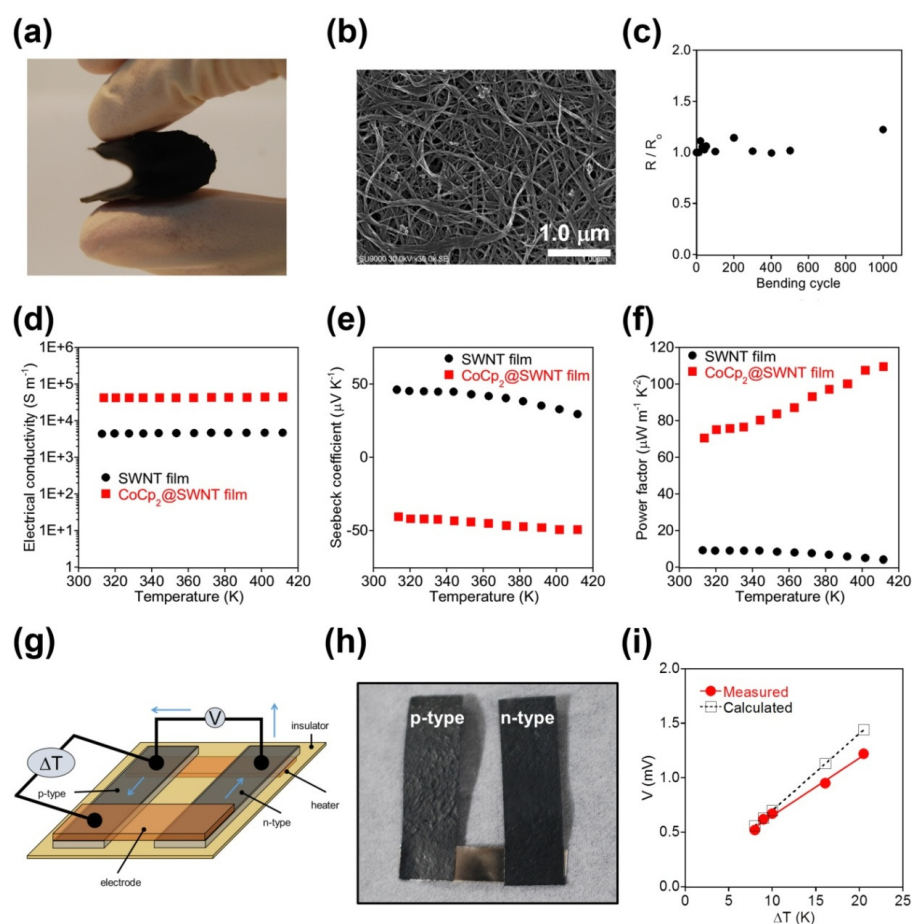 (a)
(b)
(c)
1.0 μm
SU9000 30.0kV x35.0k SE
1.00μm
2.0
1.5
1.0
0.5
0.0
R / Ro
0 200 400 600 800 1000
Bending cycle
(d)
(e)
(f)
1E+6
1E+5
1E+4
1E+3
1E+2
1E+1
1
Electrical conductivity (S m⁻¹)
SWNT film
CoCp₂@SWNT film
300 320 340 360 380 400 420
Temperature (K)
50
0
-50
Seebeck coefficient (μV K⁻¹)
SWNT film
CoCp₂@SWNT film
300 320 340 360 380 400 420
Temperature (K)
120
100
80
60
40
20
0
Power factor (μW m⁻¹ K⁻²)
SWNT film
CoCp₂@SWNT film
300 320 340 360 380 400 420
Temperature (K)
(g)
(h)
(i)
V
insulator
ΔT
p-type
heater
n-type
electrode
p-type
n-type
2.0
1.5
1.0
0.5
0.0
V (mV)
Measured
Calculated
0 5 10 15 20 25
ΔT (K)